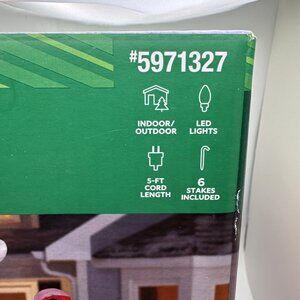 #5971327
INDOOR/
OUTDOOR
LED
LIGHTS
5-FT
CORD
LENGTH
6
STAKES
INCLUDED